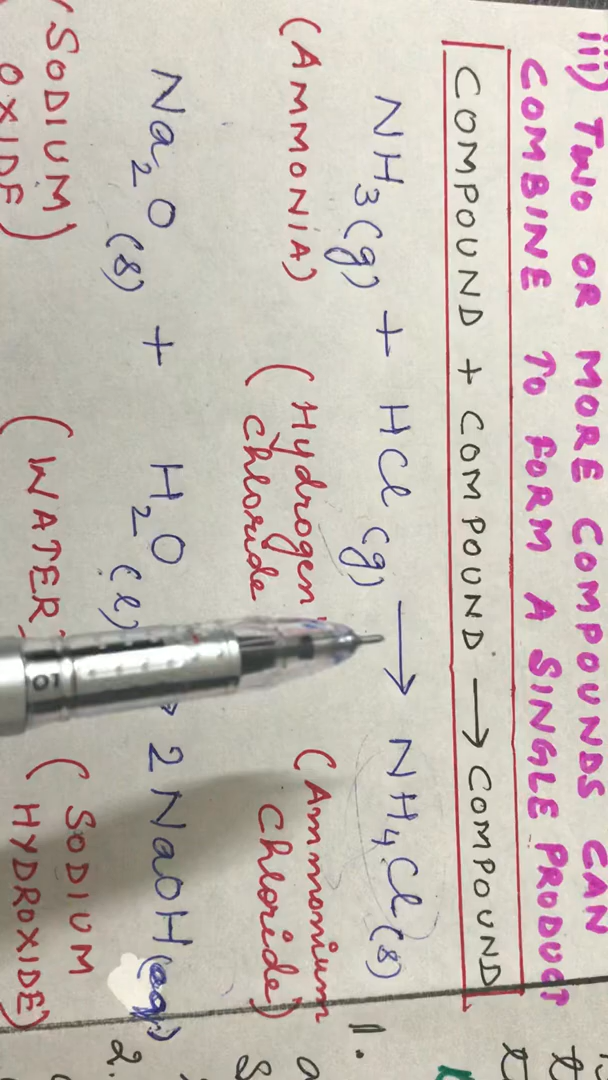 iii) TWO OR MORE COMPOUNDS CAN
COMBINE TO FORM A SINGLE PRODUCT
COMPOUND + COMPOUND → COMPOUND
NH₃(g) + HCl(g) → NH₄Cl(s)
(AMMONIA) (Hydrogen chloride (Ammonium chloride)
Na₂O(s) + H₂O(l) → 2NaOH(aq)
(SODIUM OXIDE) (WATER) (SODIUM HYDROXIDE)
1.
2.